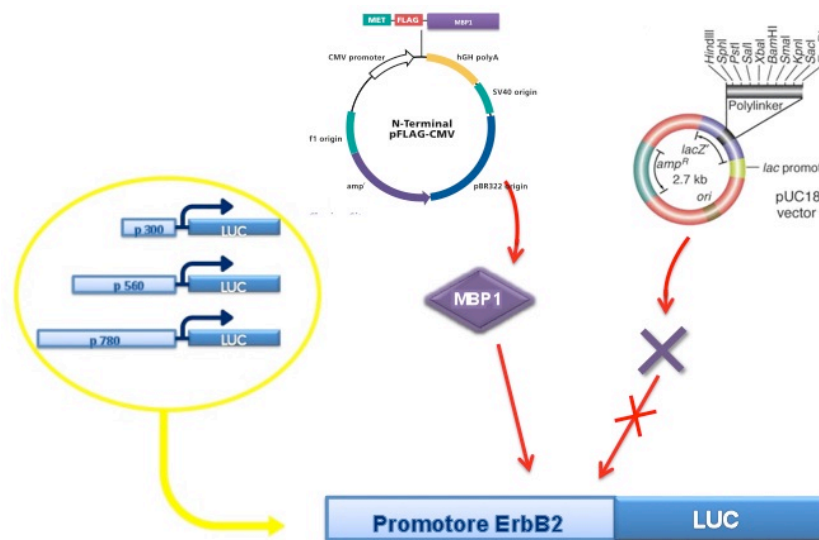 MET FLAG MBP1
CMV promoter
hGH polyA
SV40 origin
N-Terminal
pFLAG-CMV
f1 origin
pBR322 origin
amp^r
HindIII
SphI
PstI
SalI
XbaI
BamHI
SmaI
KpnI
SacI
Polylinker
lacZ'
amp^R
2.7 kb
ori
lac promot
pUC18
vector
p 300 LUC
p 560 LUC
p 780 LUC
MBP1
Promotore ErbB2 LUC